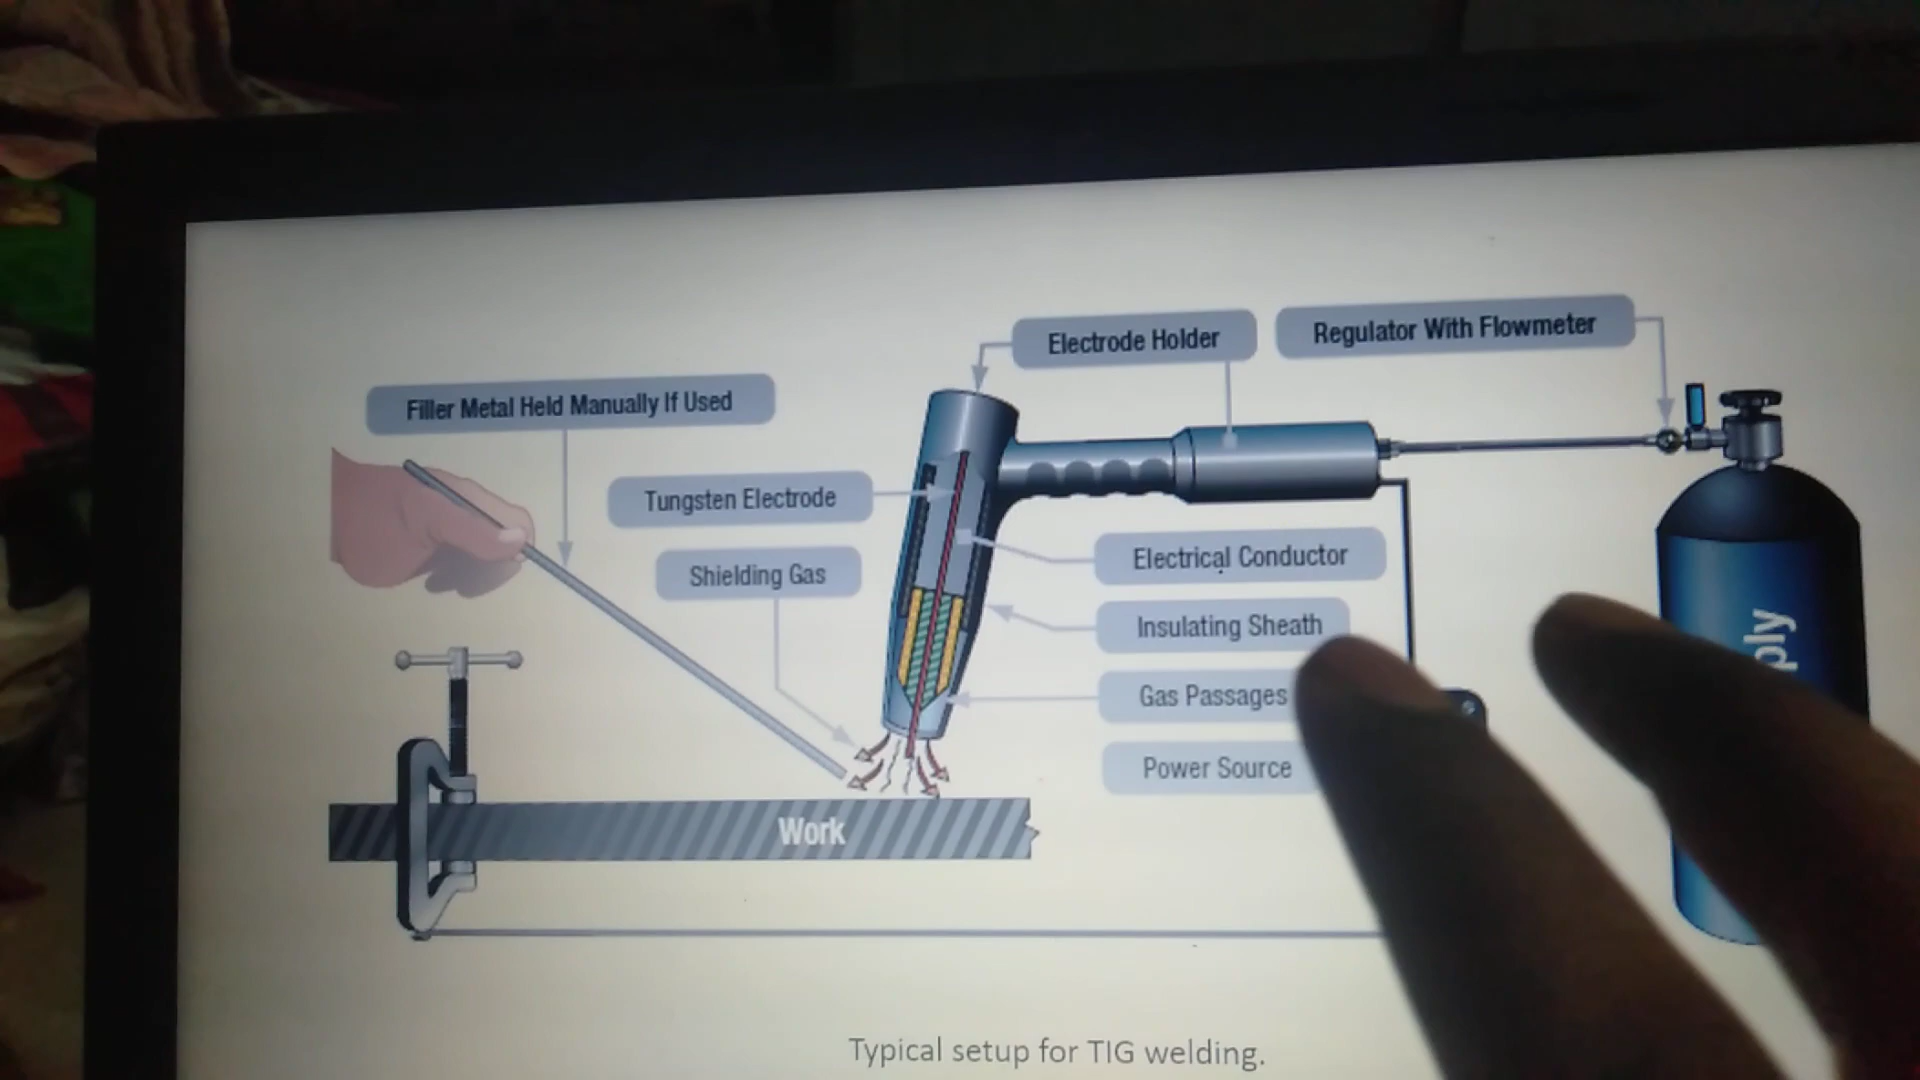 Electrode Holder
Regulator With Flowmeter
Filler Metal Held Manually If Used
Tungsten Electrode
Electrical Conductor
Shielding Gas
Insulating Sheath
Gas Passages
Power Source
Work
Typical setup for TIG welding.